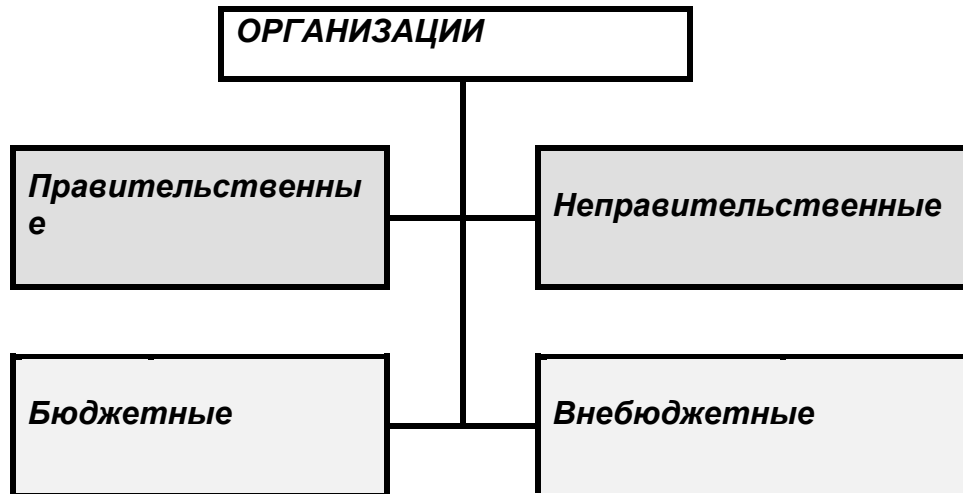 ОРГАНИЗАЦИИ
Правительственны
е
Неправительственные
Бюджетные
Внебюджетные